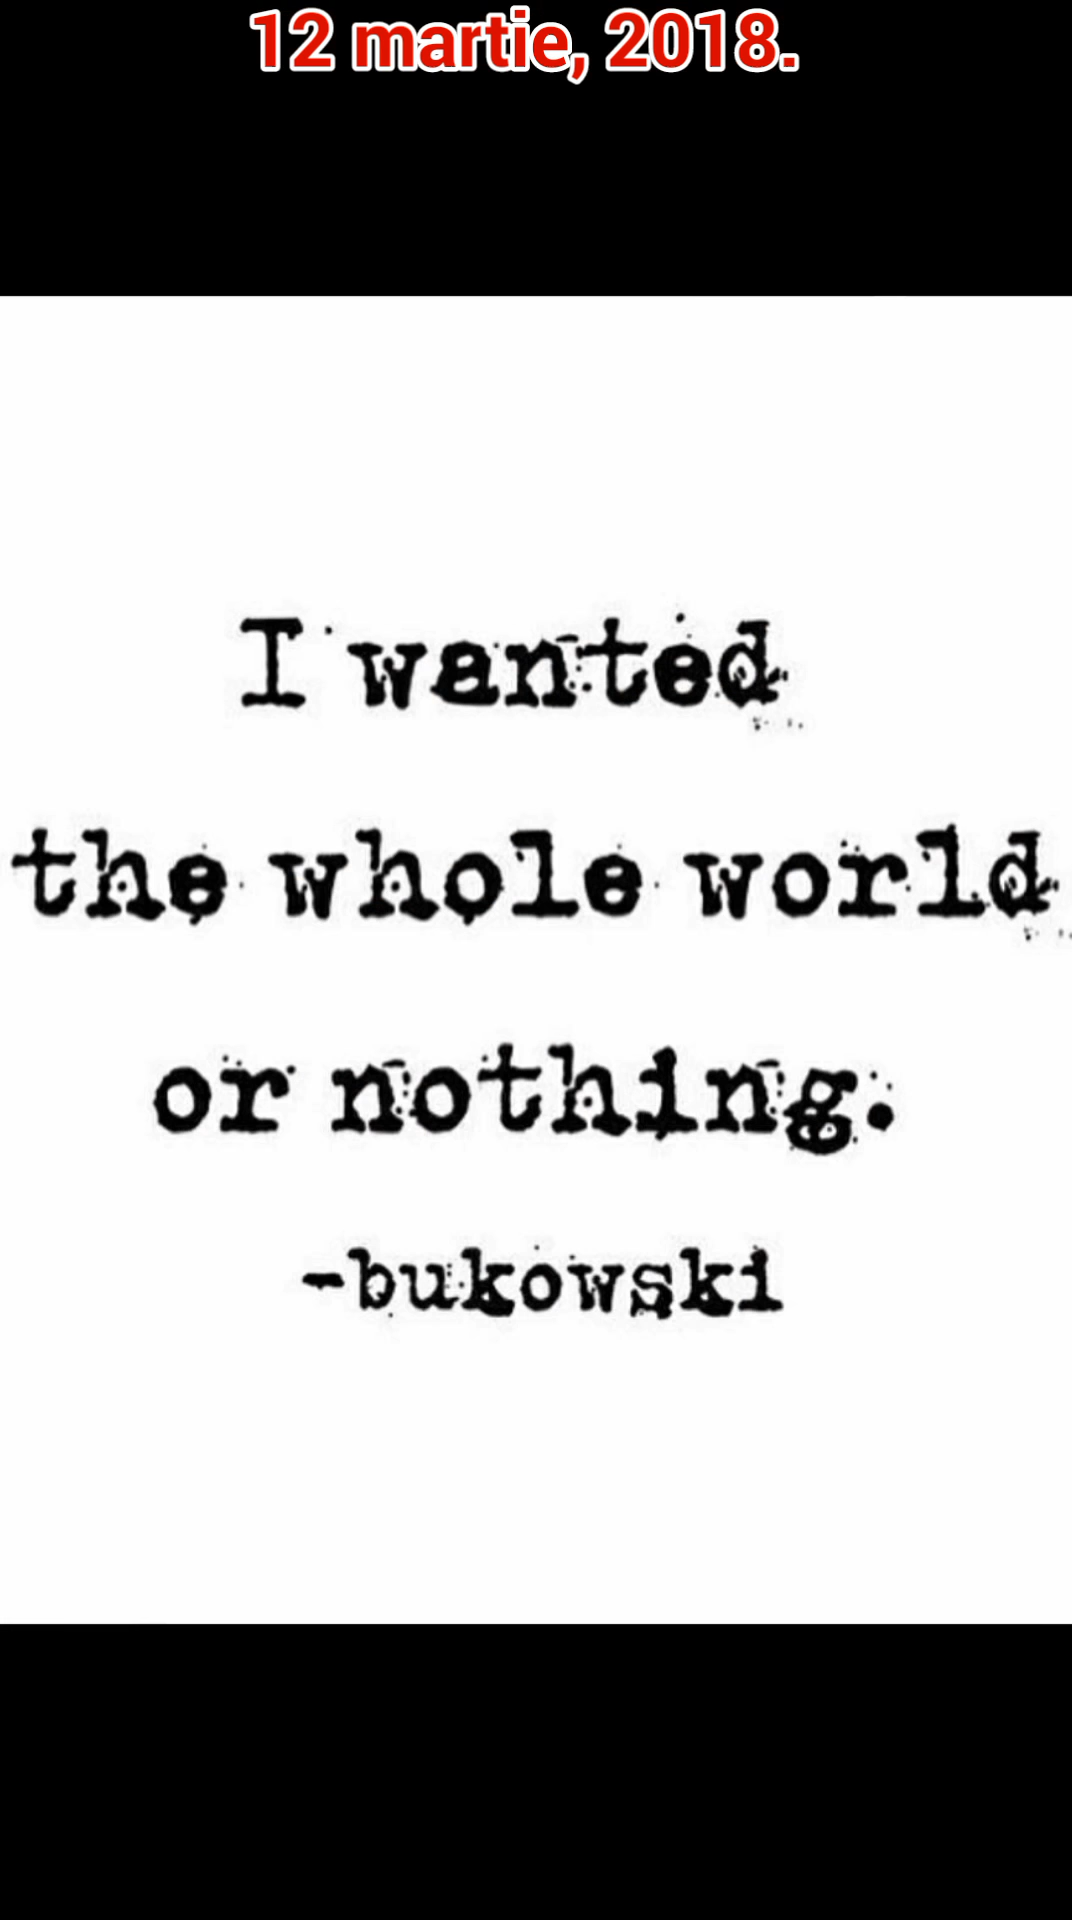 12 martie, 2018.
I wanted
the whole world
or nothing.
-bukowski